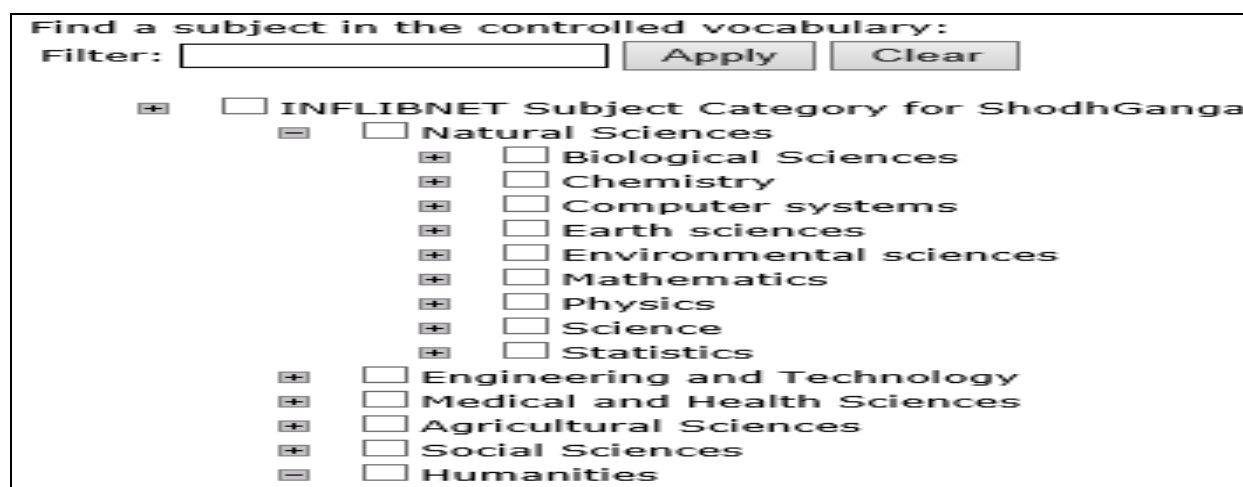 Find a subject in the controlled vocabulary:
Filter: Apply Clear
INFLIBNET Subject Category for ShodhGanga
Natural Sciences
Biological Sciences
Chemistry
Computer systems
Earth sciences
Environmental sciences
Mathematics
Physics
Science
Statistics
Engineering and Technology
Medical and Health Sciences
Agricultural Sciences
Social Sciences
Humanities